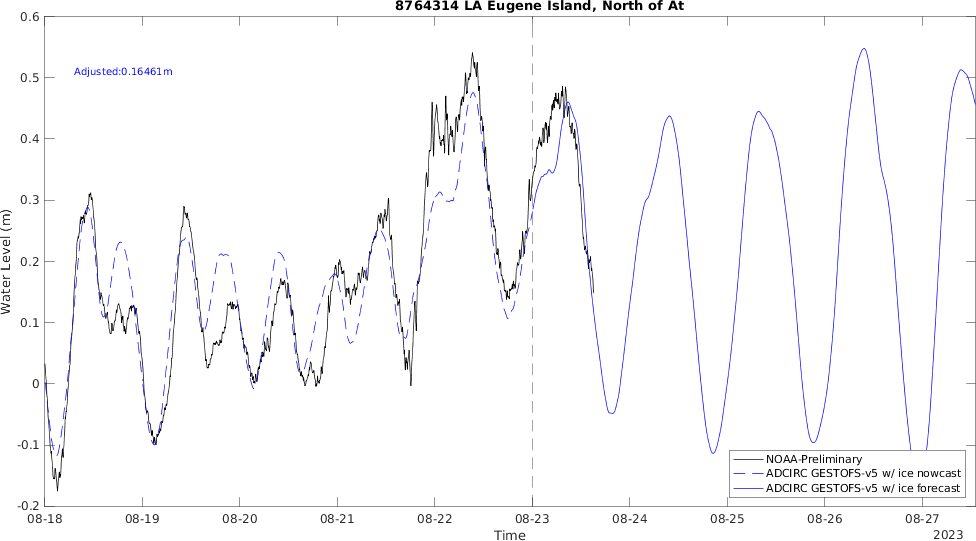 8764314 LA Eugene Island, North of At
0.6
0.5
0.4
0.3
0.2
0.1
0
-0.1
-0.2
Water Level (m)
Adjusted:0.16461m
NOAA-Preliminary
ADCIRC GESTOFS-v5 w/ ice nowcast
ADCIRC GESTOFS-v5 w/ ice forecast
08-18 08-19 08-20 08-21 08-22 08-23 08-24 08-25 08-26 08-27
Time
2023